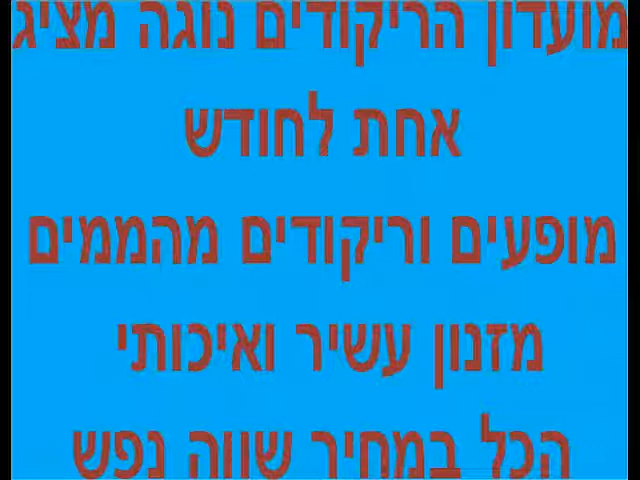 מועדון הריקודים נוגה מציג
אחת לחודש
מופעים וריקודים מהממים
מזנון עשיר ואיכותי
הכל במחיר שווה נפש